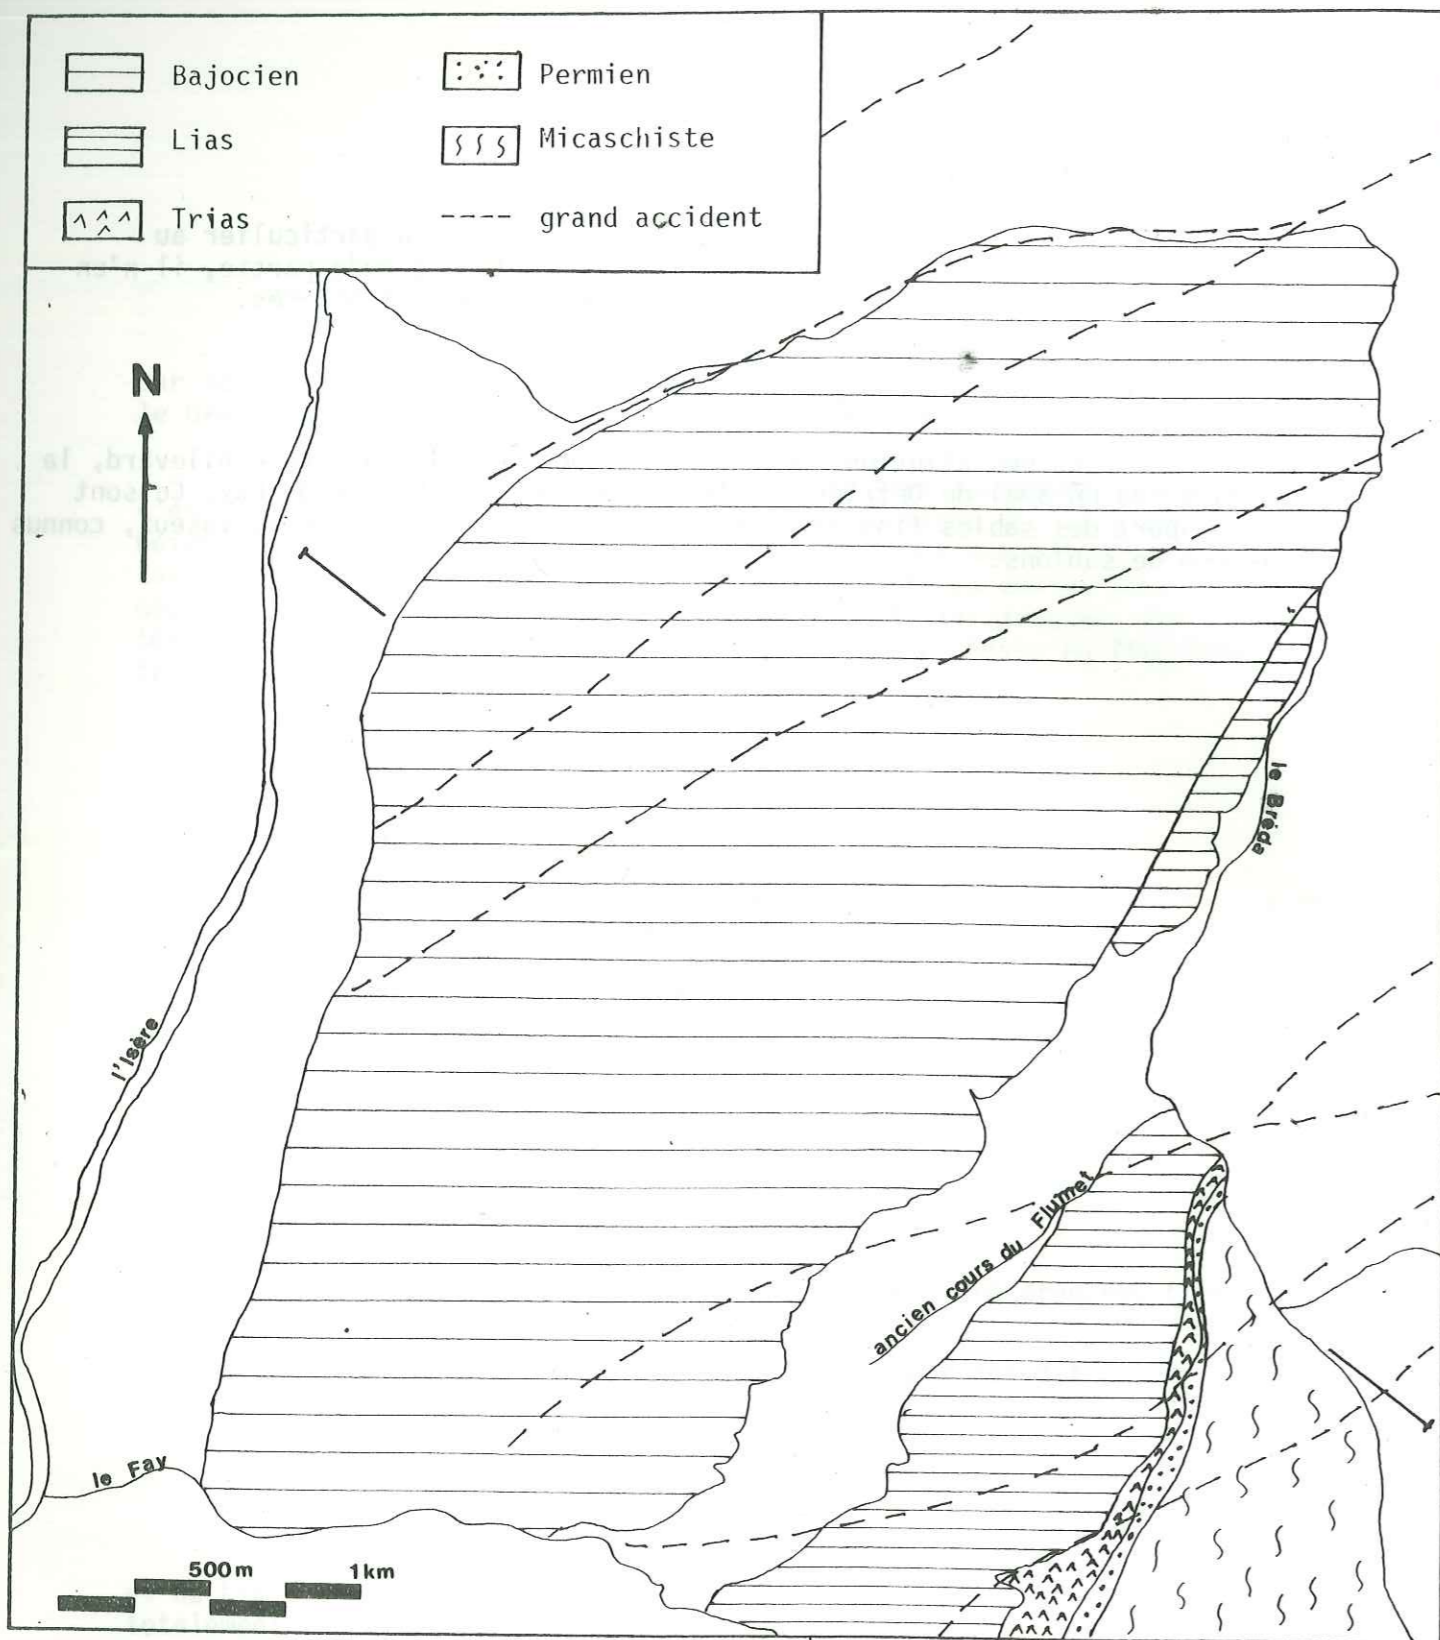 Bajocien
Lias
Trias
Permien
Micaschiste
grand accident
N
le Bréda
l'Isère
ancien cours du Flumet
le Fay
500m
1km